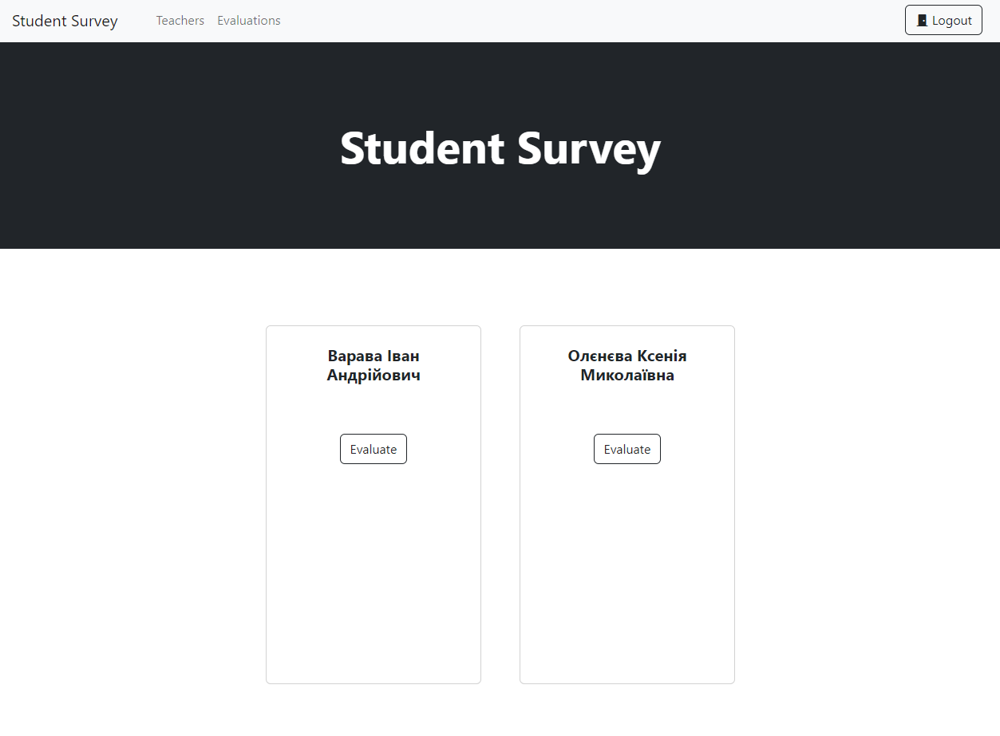 Student Survey
Teachers
Evaluations
Logout
Student Survey
Варава Іван
Андрійович
Evaluate
Олєнєва Ксенія
Миколаївна
Evaluate